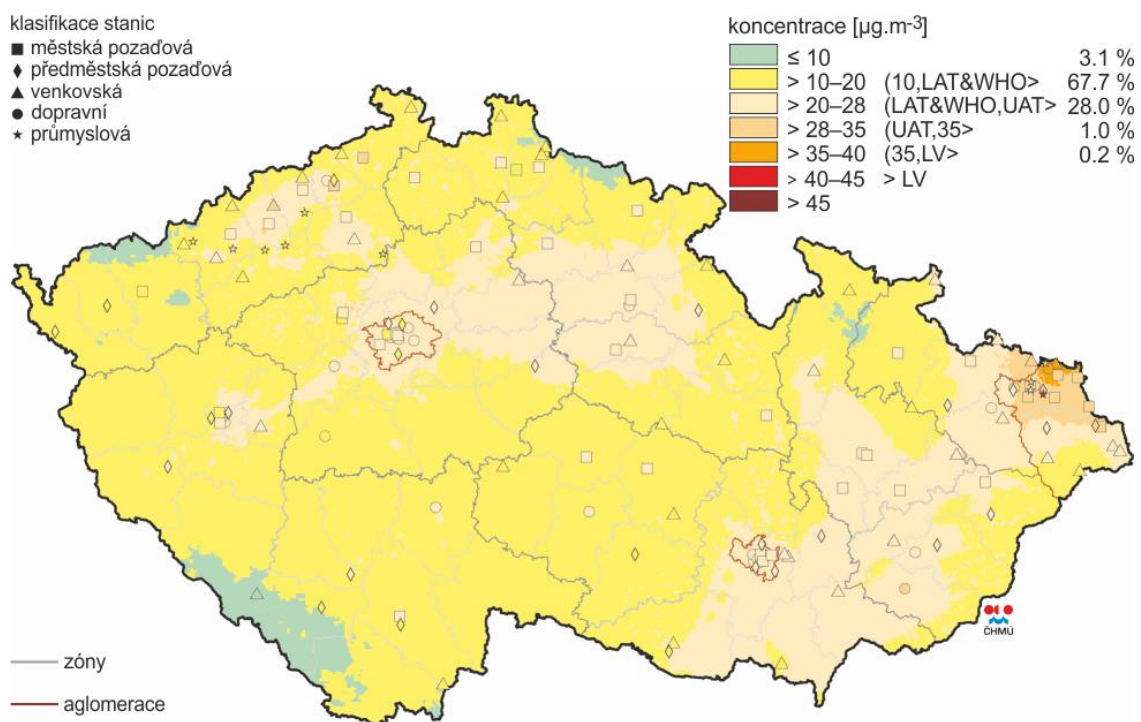 klasifikace stanic
městská pozaďová
předměstská pozaďová
venkovská
dopravní
průmyslová
koncentrace [µg.m-³]
≤ 10 3.1 %
> 10–20 (10,LAT&WHO> 67.7 %
> 20–28 (LAT&WHO,UAT> 28.0 %
> 28–35 (UAT,35> 1.0 %
> 35–40 (35,LV> 0.2 %
> 40–45 > LV
> 45
ČHMÚ
zóny
aglomerace